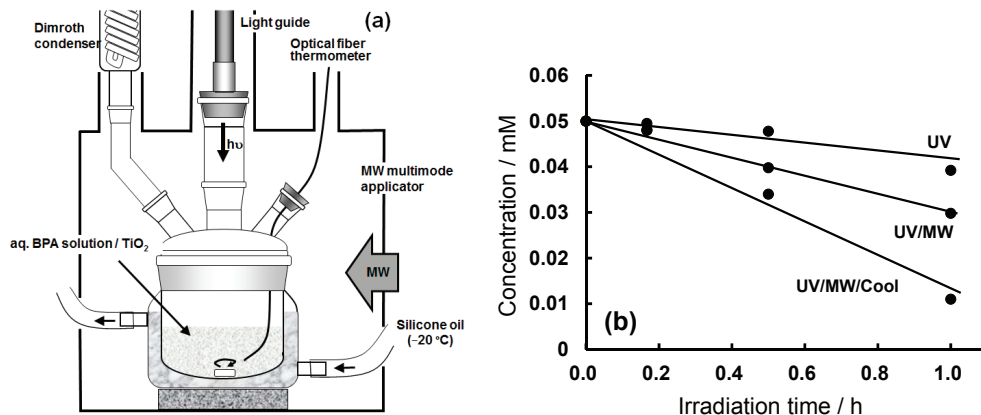 (a)
Dimroth
condenser
Light guide
Optical fiber
thermometer
hυ
MW multimode
applicator
aq. BPA solution / TiO₂
MW
Silicone oil
(−20 °C)
Concentration / mM
0.06
0.05
0.04
0.03
0.02
0.01
0
UV
UV/MW
UV/MW/Cool
(b)
0.0 0.2 0.4 0.6 0.8 1.0
Irradiation time / h